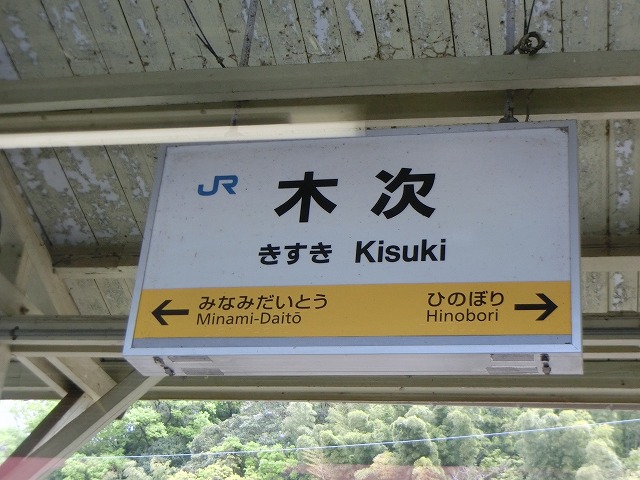 JR
木次
きすき Kisuki
← みなみだいとう ひのぼり →
Minami-Daitō Hinobori